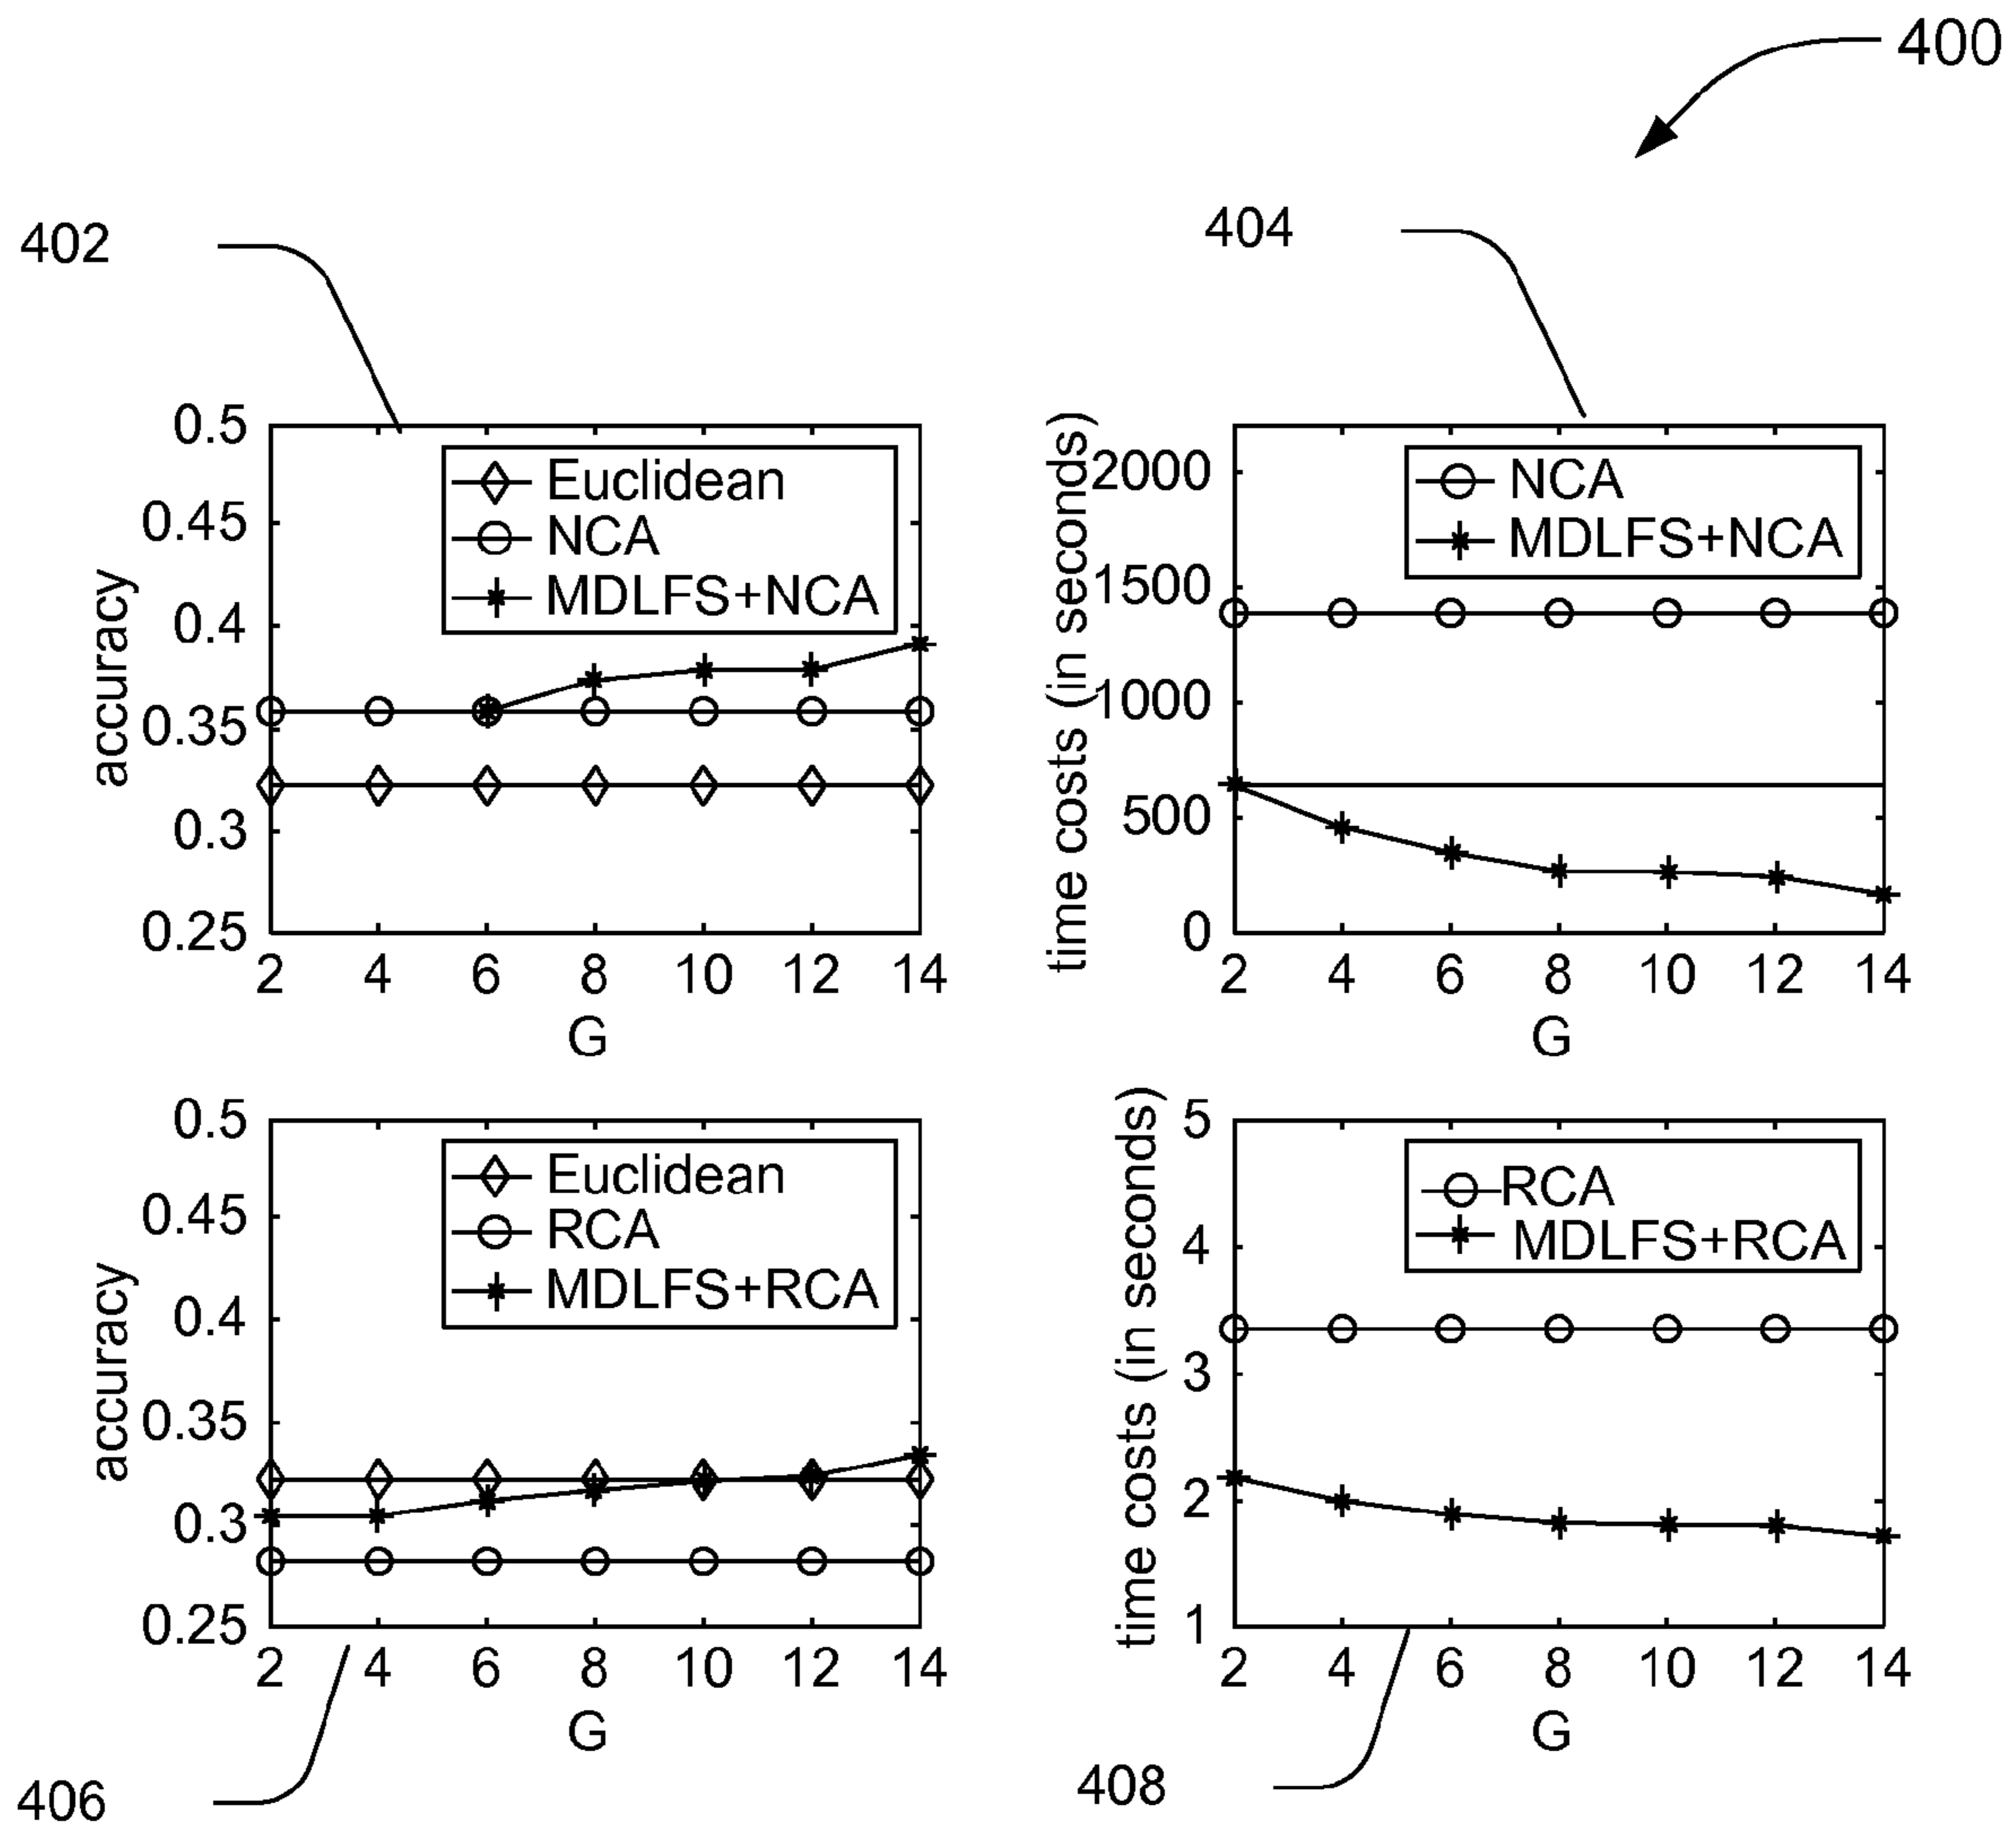 400
402
404
0.5
0.45
0.4
0.35
0.3
0.25
accuracy
Euclidean
NCA
MDLFS+NCA
2 4 6 8 10 12 14
G
time costs (in seconds)
2000
1500
1000
500
0
NCA
MDLFS+NCA
2 4 6 8 10 12 14
G
0.5
0.45
0.4
0.35
0.3
0.25
accuracy
Euclidean
RCA
MDLFS+RCA
2 4 6 8 10 12 14
G
time costs (in seconds)
5
4
3
2
1
RCA
MDLFS+RCA
2 4 6 8 10 12 14
G
406
408